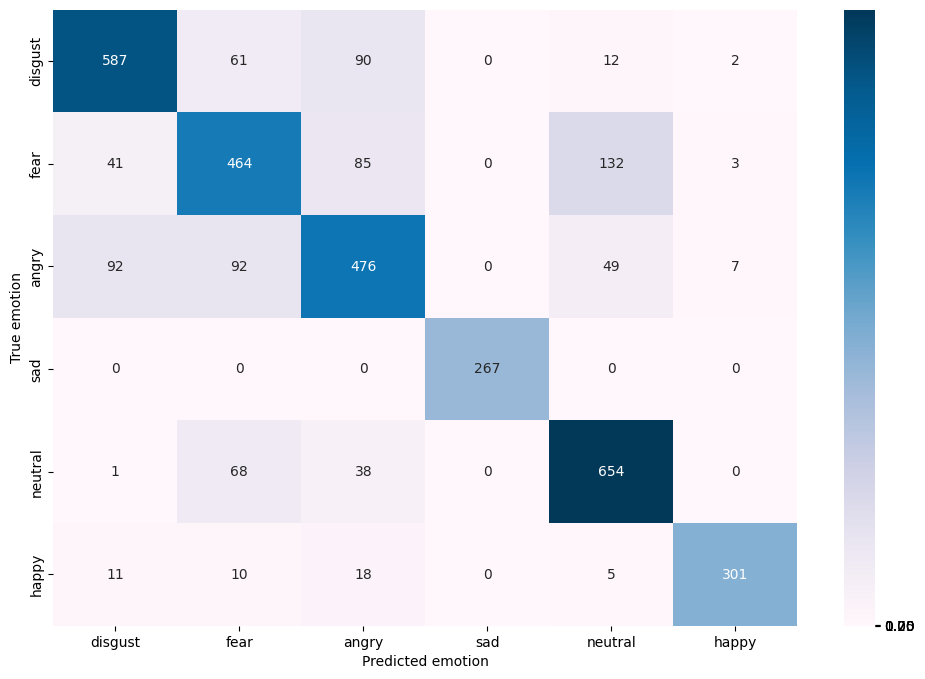 disgust 587 61 90 0 12 2
fear 41 464 85 0 132 3
angry 92 92 476 0 49 7
sad 0 0 0 267 0 0
neutral 1 68 38 0 654 0
happy 11 10 18 0 5 301
disgust fear angry sad neutral happy
True emotion
Predicted emotion